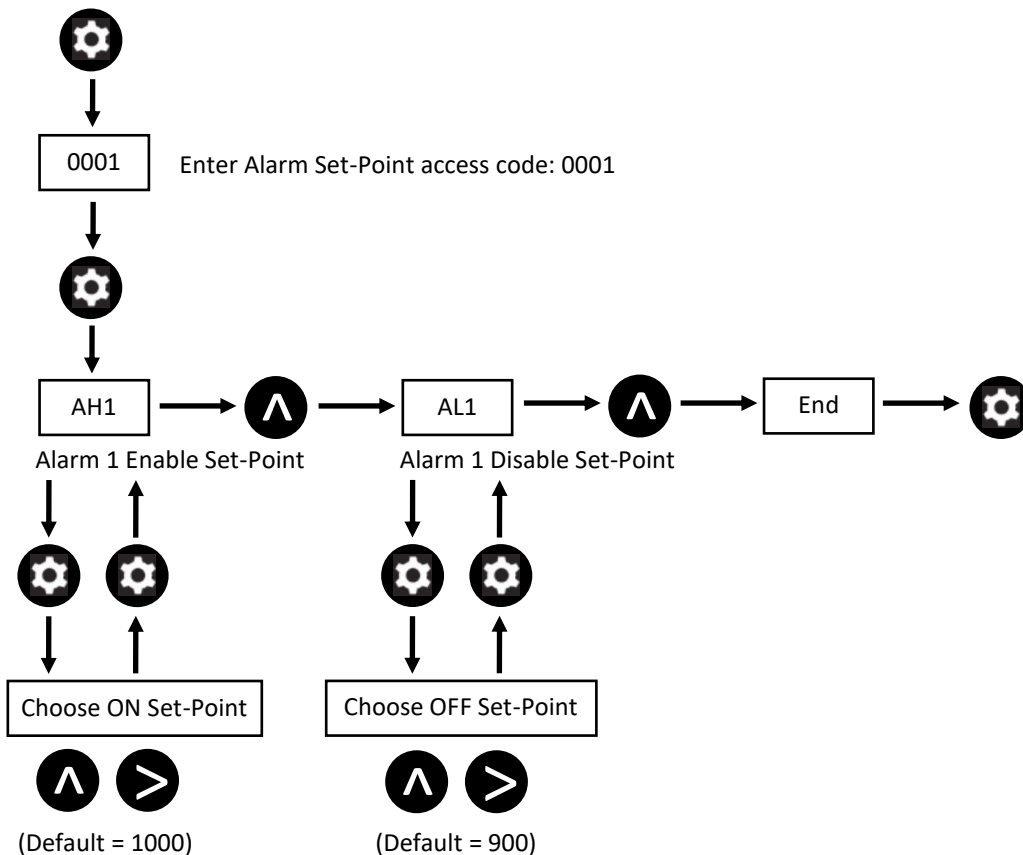 0001
Enter Alarm Set-Point access code: 0001
AH1
AL1
End
Alarm 1 Enable Set-Point
Alarm 1 Disable Set-Point
Choose ON Set-Point
Choose OFF Set-Point
(Default = 1000)
(Default = 900)